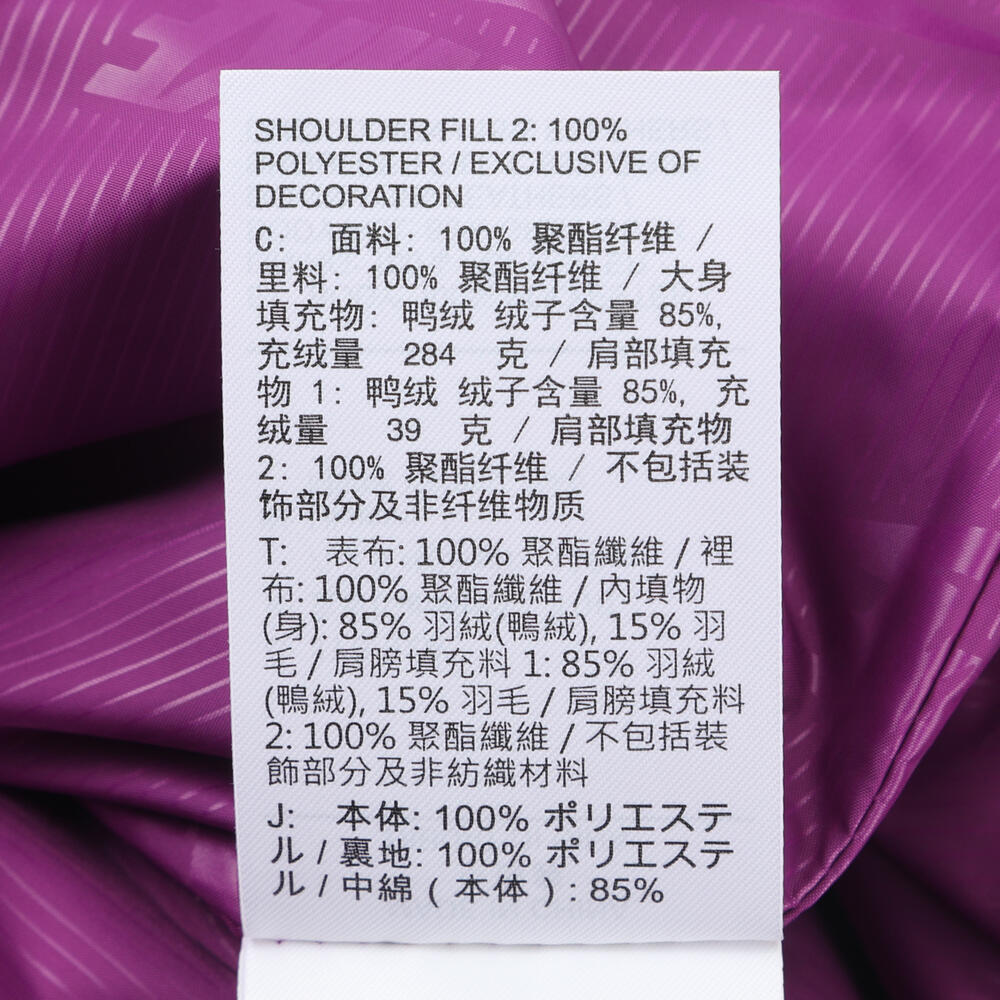 SHOULDER FILL 2: 100%
POLYESTER / EXCLUSIVE OF
DECORATION
C: 面料: 100% 聚酯纤维 /
里料: 100% 聚酯纤维 / 大身
填充物: 鸭绒 绒子含量 85%,
充绒量 284 克 / 肩部填充
物 1: 鸭绒 绒子含量 85%, 充
绒量 39 克 / 肩部填充物
2: 100% 聚酯纤维 / 不包括装
饰部分及非纤维物质
T: 表布: 100% 聚酯纖維 / 裡
布: 100% 聚酯纖維 / 內填物
(身): 85% 羽絨(鴨絨), 15% 羽
毛 / 肩膀填充料 1: 85% 羽絨
(鴨絨), 15% 羽毛 / 肩膀填充料
2: 100% 聚酯纖維 / 不包括裝
飾部分及非紡織材料
J: 本体: 100% ポリエステ
ル / 裏地: 100% ポリエステ
ル / 中綿 ( 本体 ) : 85%